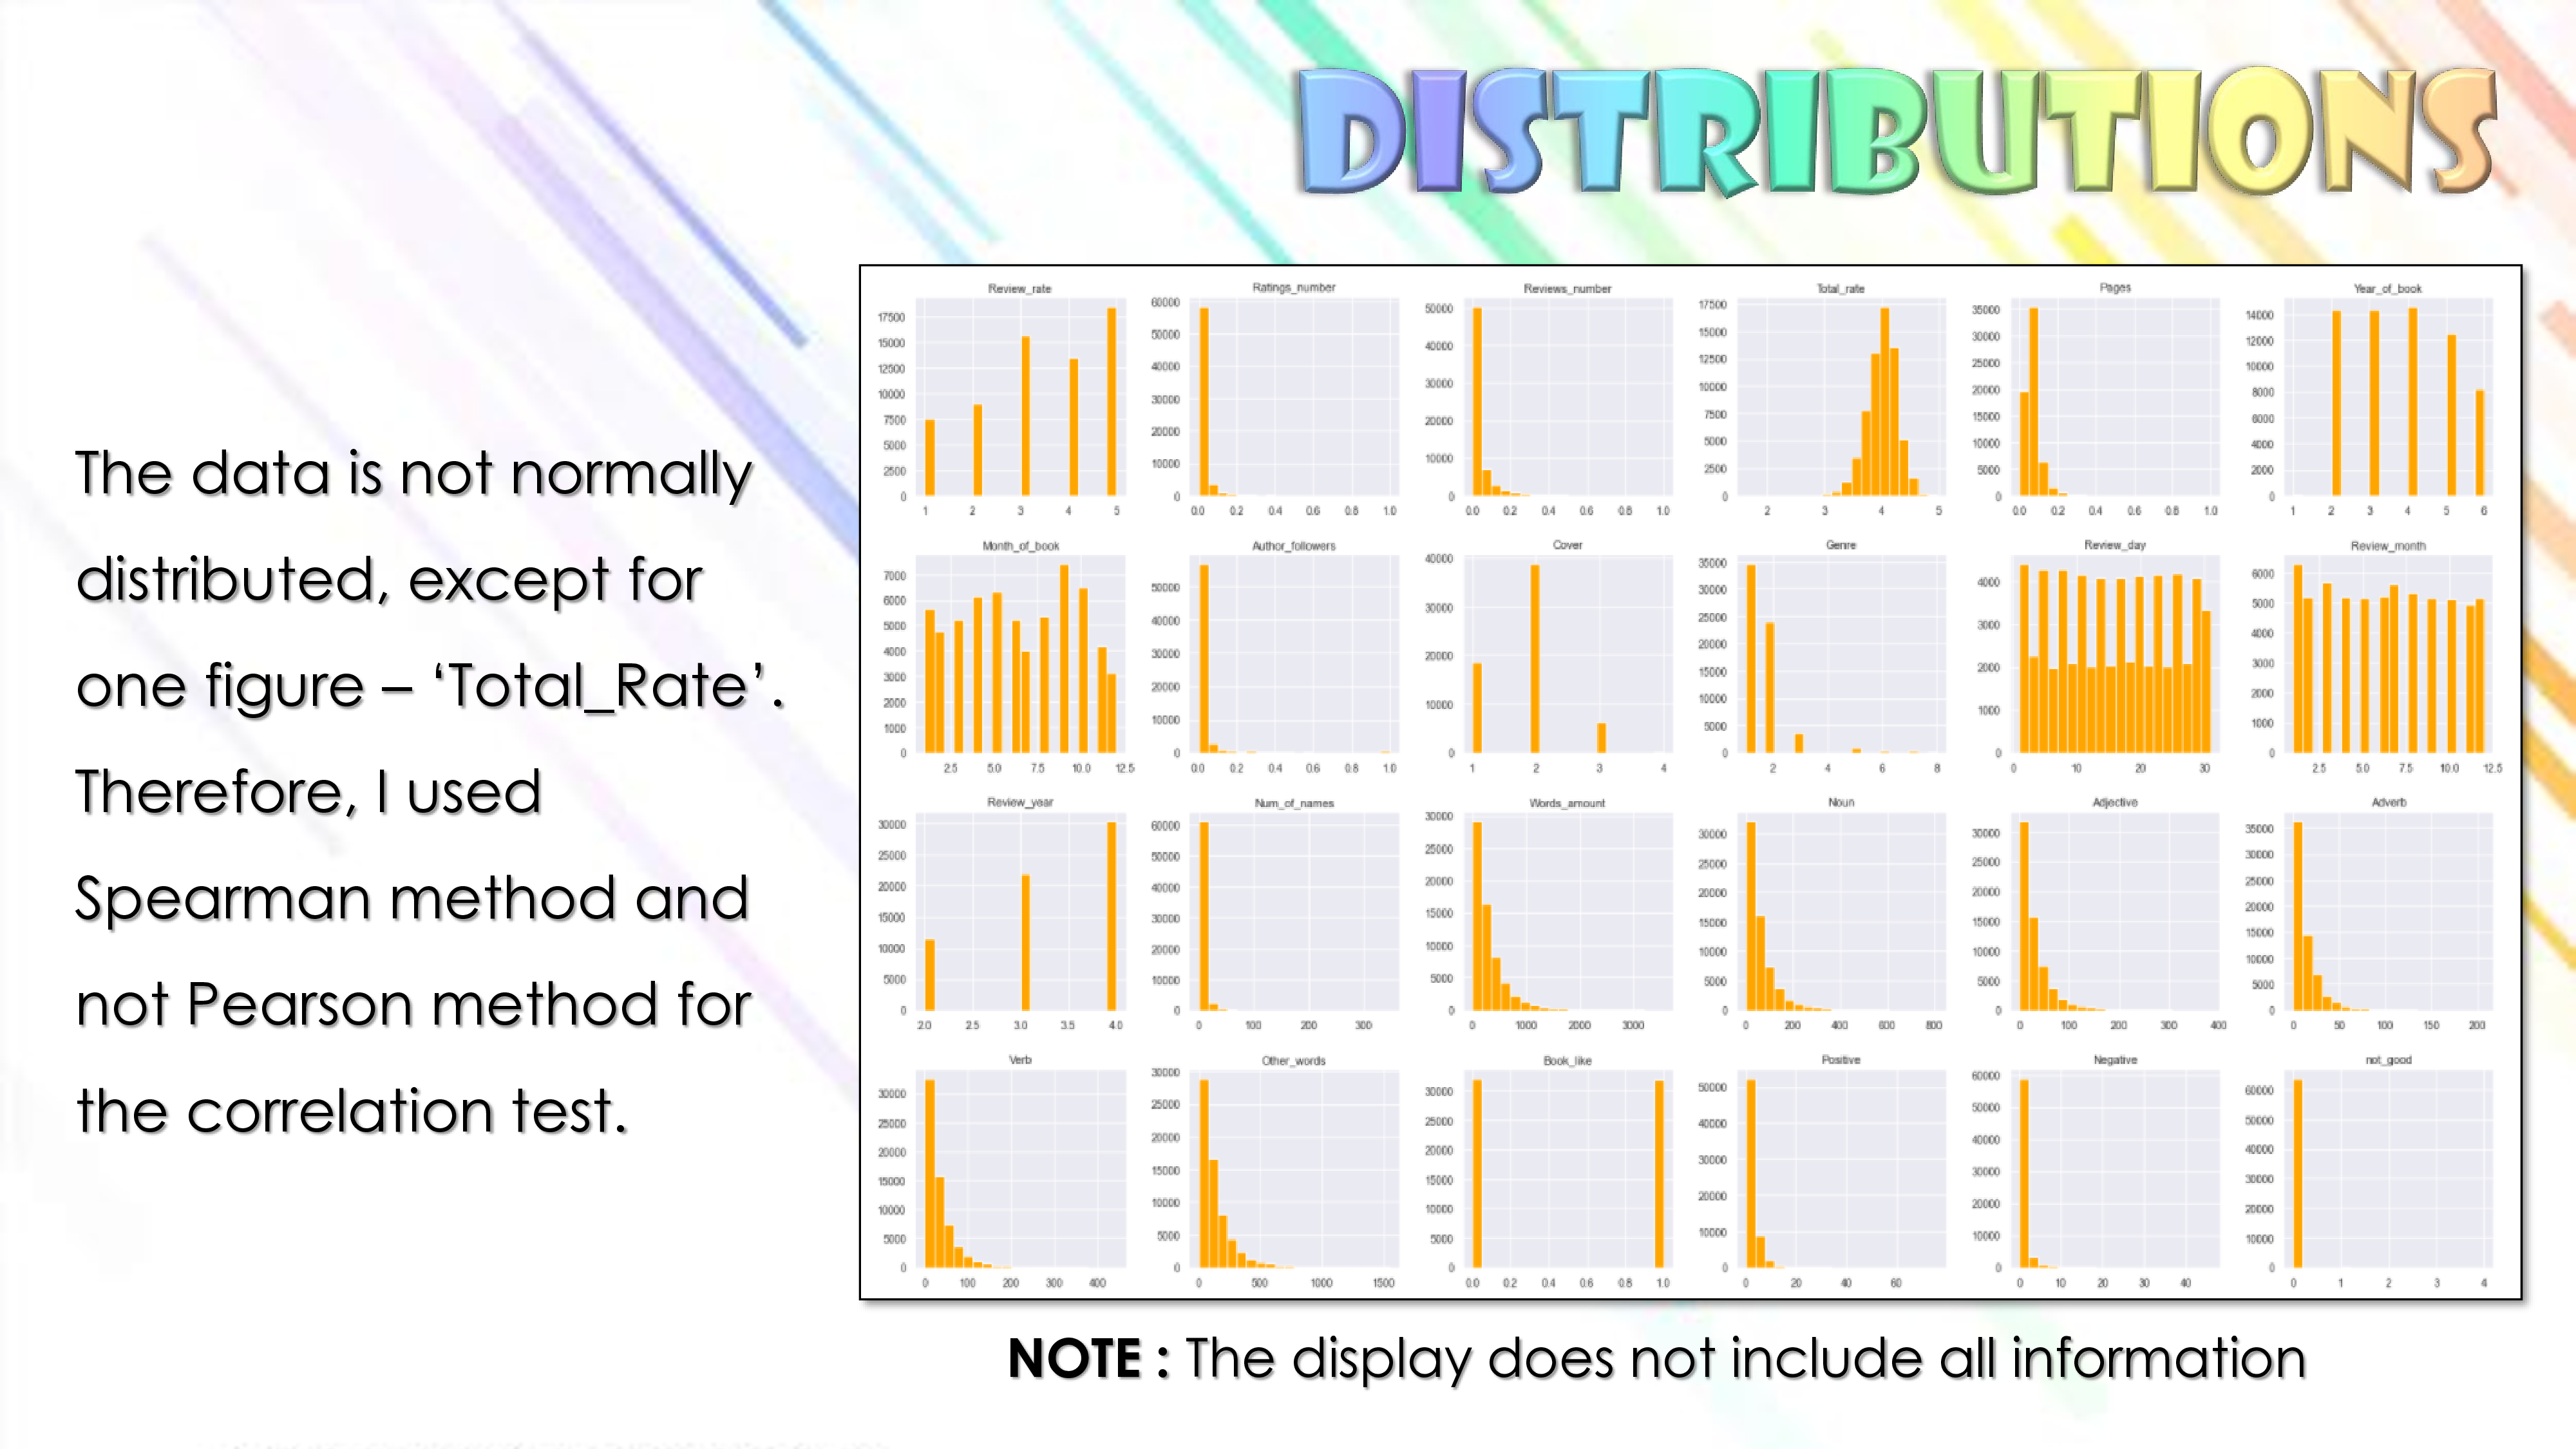 DISTRIBUTIONS
The data is not normally
distributed, except for
one figure – ‘Total_Rate’.
Therefore, I used
Spearman method and
not Pearson method for
the correlation test.
Review_rate
17500
15000
12500
10000
7500
5000
2500
0
1 2 3 4 5
Ratings_number
60000
50000
40000
30000
20000
10000
0
0.0 0.2 0.4 0.6 0.8 1.0
Reviews_number
50000
40000
30000
20000
10000
0
0.0 0.2 0.4 0.6 0.8 1.0
Total_rate
17500
15000
12500
10000
7500
5000
2500
0
2 3 4 5
Pages
35000
30000
25000
20000
15000
10000
5000
0
0.0 0.2 0.4 0.6 0.8 1.0
Year_of_book
14000
12000
10000
8000
6000
4000
2000
0
1 2 3 4 5 6
Month_of_book
7000
6000
5000
4000
3000
2000
1000
0
2.5 5.0 7.5 10.0 12.5
Author_followers
50000
40000
30000
20000
10000
0
0.0 0.2 0.4 0.6 0.8 1.0
Cover
40000
30000
20000
10000
0
1 2 3 4
Genre
35000
30000
25000
20000
15000
10000
5000
0
2 4 6 8
Review_day
4000
3000
2000
1000
0
0 10 20 30
Review_month
6000
5000
4000
3000
2000
1000
0
2.5 5.0 7.5 10.0 12.5
Review_year
30000
25000
20000
15000
10000
5000
0
2.0 2.5 3.0 3.5 4.0
Num_of_names
60000
50000
40000
30000
20000
10000
0
0 100 200 300
Words_amount
30000
25000
20000
15000
10000
5000
0
0 1000 2000 3000
Noun
30000
25000
20000
15000
10000
5000
0
0 200 400 600 800
Adjective
30000
25000
20000
15000
10000
5000
0
0 100 200 300 400
Adverb
35000
30000
25000
20000
15000
10000
5000
0
0 50 100 150 200
Verb
30000
25000
20000
15000
10000
5000
0
0 100 200 300 400
Other_words
30000
25000
20000
15000
10000
5000
0
0 500 1000 1500
Book_like
30000
25000
20000
15000
10000
5000
0
0.0 0.2 0.4 0.6 0.8 1.0
Positive
50000
40000
30000
20000
10000
0
0 20 40 60
Negative
60000
50000
40000
30000
20000
10000
0
0 10 20 30 40
not_good
60000
50000
40000
30000
20000
10000
0
0 1 2 3 4
NOTE : The display does not include all information